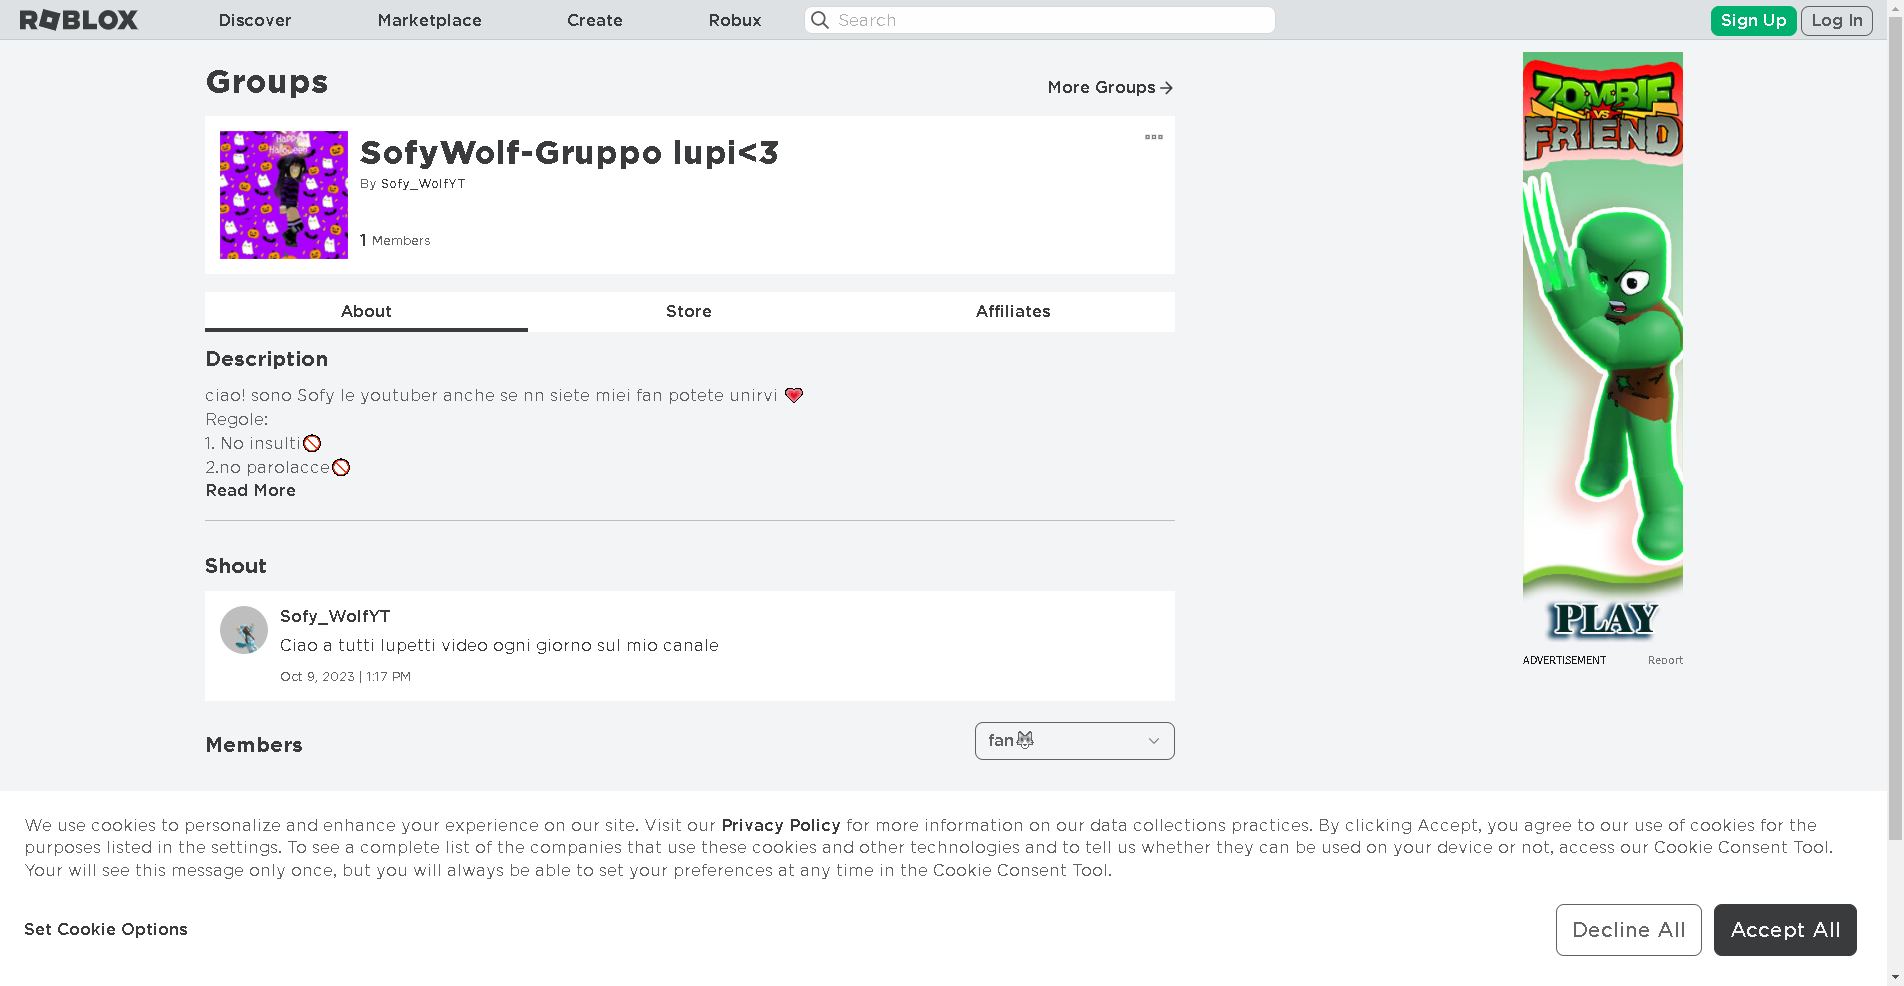 ROBLOX
Discover
Marketplace
Create
Robux
Search
Sign Up
Log In
Groups
More Groups
Happy
Halloween
SofyWolf-Gruppo lupi<3
By Sofy_WolfYT
1 Members
About
Store
Affiliates
Description
ciao! sono Sofy le youtuber anche se nn siete miei fan potete unirvi 💗
Regole:
1. No insulti🚫
2.no parolacce🚫
Read More
Shout
Sofy_WolfYT
Ciao a tutti lupetti video ogni giorno sul mio canale
Oct 9, 2023 | 1:17 PM
Members
fan🐺
ZOMBIE
VS
FRIEND
PLAY
ADVERTISEMENT
Report
We use cookies to personalize and enhance your experience on our site. Visit our Privacy Policy for more information on our data collections practices. By clicking Accept, you agree to our use of cookies for the
purposes listed in the settings. To see a complete list of the companies that use these cookies and other technologies and to tell us whether they can be used on your device or not, access our Cookie Consent Tool.
Your will see this message only once, but you will always be able to set your preferences at any time in the Cookie Consent Tool.
Set Cookie Options
Decline All
Accept All